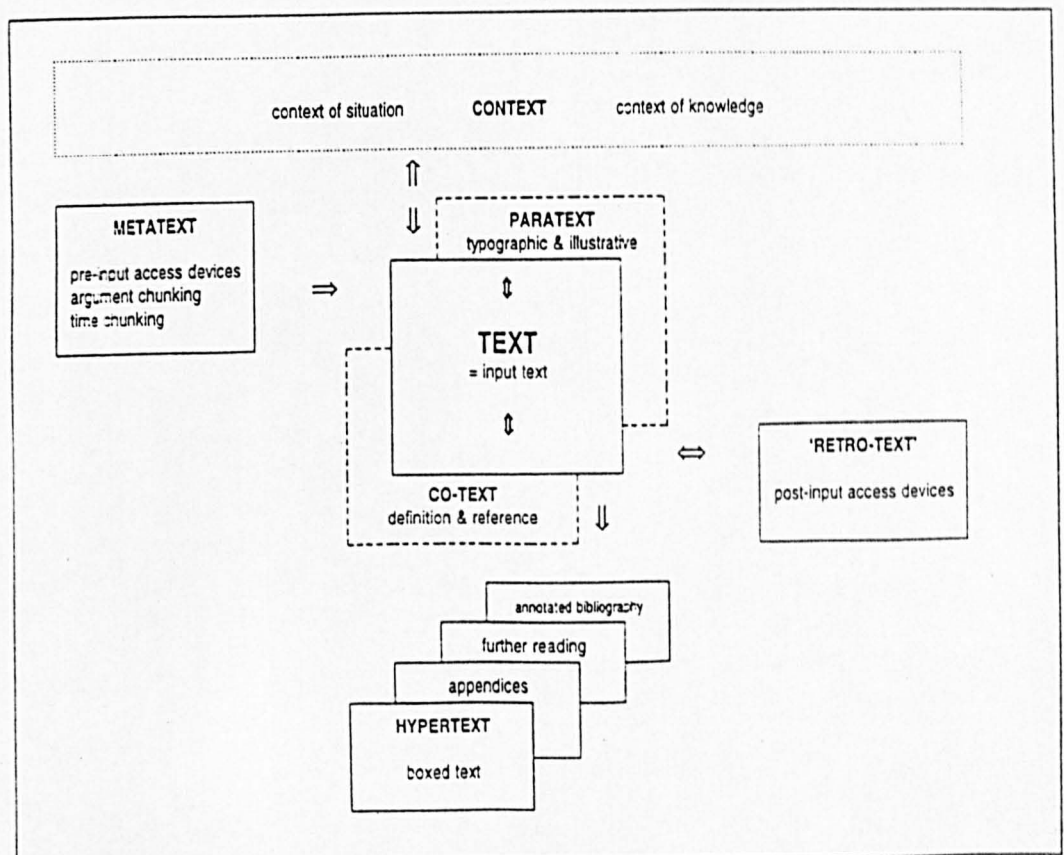 context of situation CONTEXT context of knowledge
METATEXT
pre-input access devices
argument chunking
time chunking
PARATEXT
typographic & illustrative
TEXT
= input text
CO-TEXT
definition & reference
'RETRO-TEXT'
post-input access devices
annotated bibliography
further reading
appendices
HYPERTEXT
boxed text